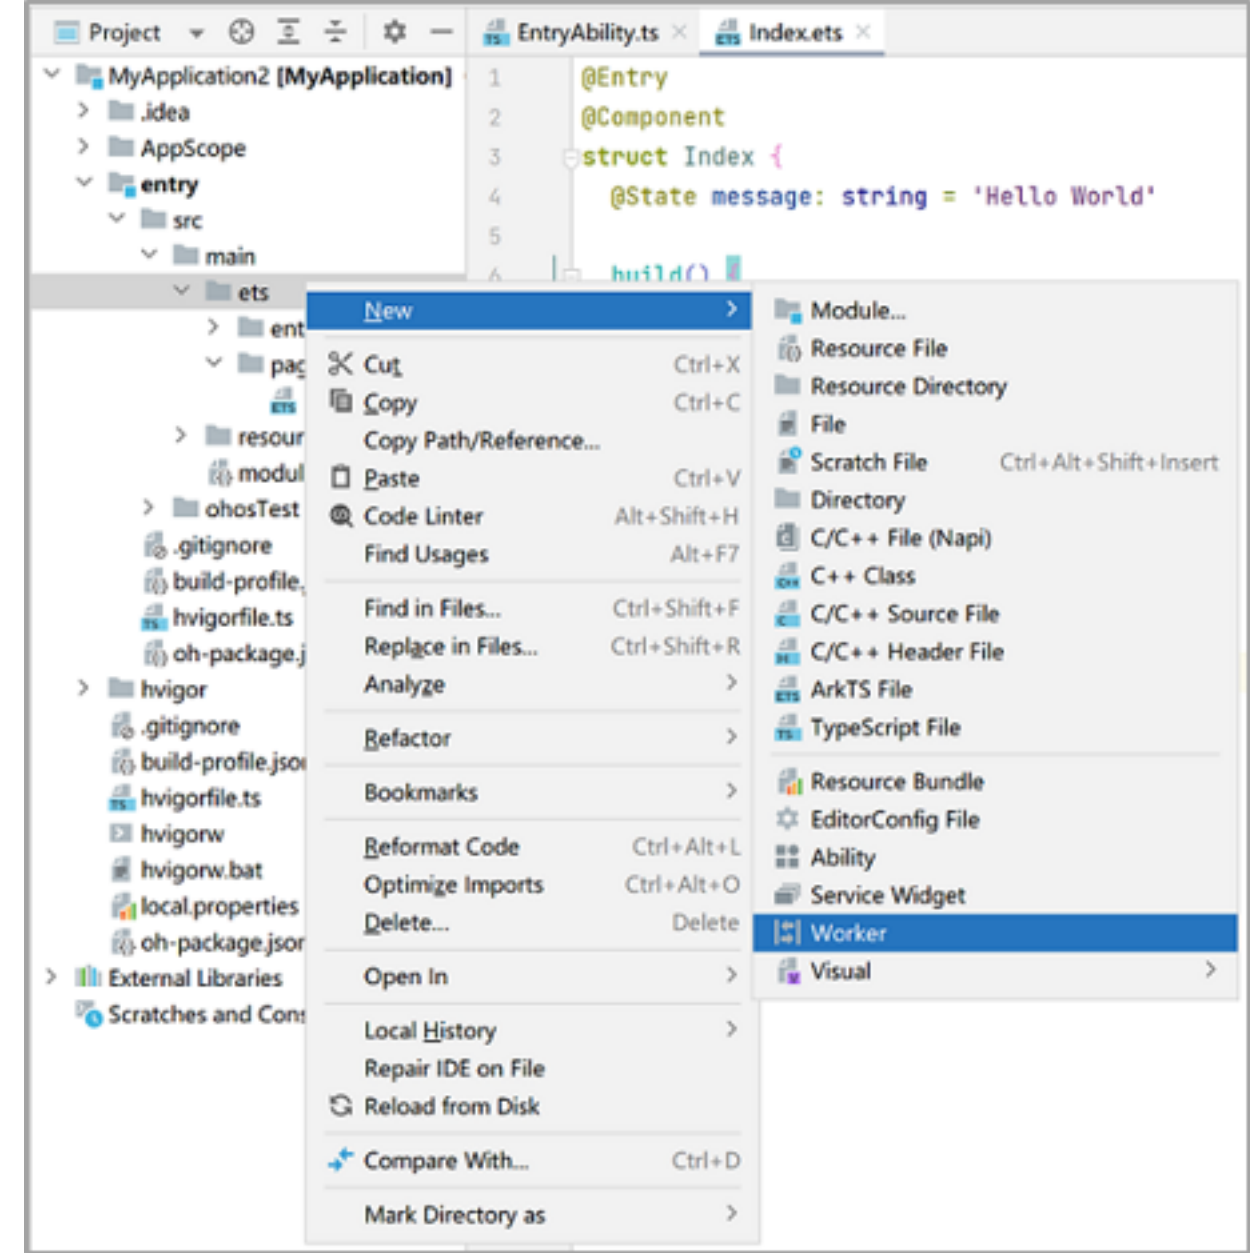 Project
EntryAbility.ts
Index.ets
MyApplication2 [MyApplication]
.idea
AppScope
entry
src
main
ets
ent
pag
resour
modul
ohosTest
.gitignore
build-profile.
hvigorfile.ts
oh-package.j
hvigor
.gitignore
build-profile.jso
hvigorfile.ts
hvigorw
hvigorw.bat
local.properties
oh-package.jsor
External Libraries
Scratches and Cons
1 @Entry
2 @Component
3 struct Index {
4 @State message: string = 'Hello World'
5
6 build() {
New
Cut Ctrl+X
Copy Ctrl+C
Copy Path/Reference...
Paste Ctrl+V
Code Linter Alt+Shift+H
Find Usages Alt+F7
Find in Files... Ctrl+Shift+F
Replace in Files... Ctrl+Shift+R
Analyze
Refactor
Bookmarks
Reformat Code Ctrl+Alt+L
Optimize Imports Ctrl+Alt+O
Delete... Delete
Open In
Local History
Repair IDE on File
Reload from Disk
Compare With... Ctrl+D
Mark Directory as
Module...
Resource File
Resource Directory
File
Scratch File Ctrl+Alt+Shift+Insert
Directory
C/C++ File (Napi)
C++ Class
C/C++ Source File
C/C++ Header File
ArkTS File
TypeScript File
Resource Bundle
EditorConfig File
Ability
Service Widget
Worker
Visual